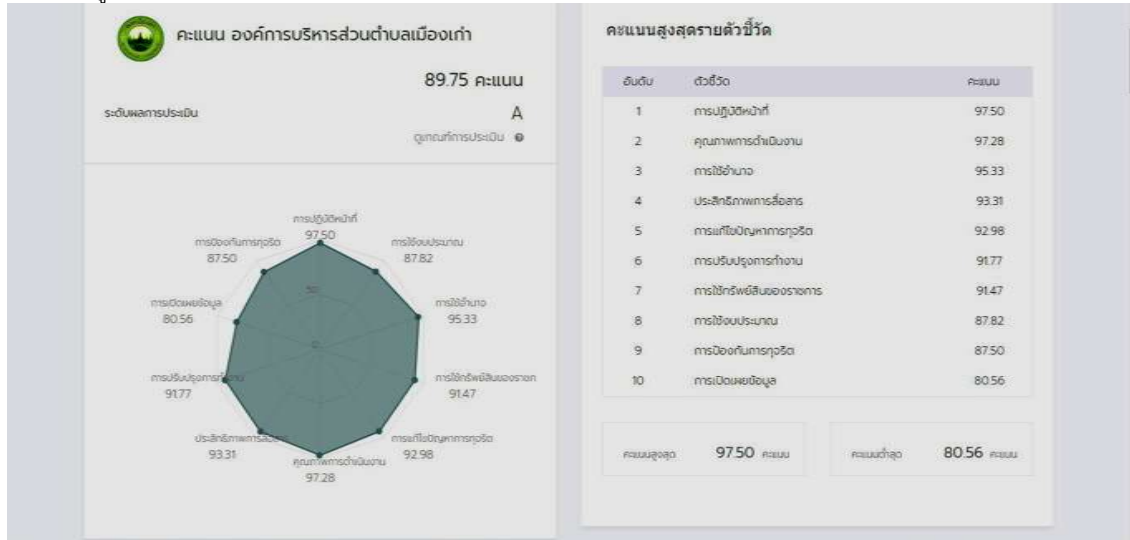 คะแนน องค์การบริหารส่วนตำบลเมืองเก่า
89.75 คะแนน
ระดับผลการประเมิน
A
ดูเกณฑ์การประเมิน
การปฏิบัติหน้าที่
97.50
การป้องกันการทุจริต
87.50
การใช้งบประมาณ
87.82
การเปิดเผยข้อมูล
80.56
50
0
การใช้อำนาจ
95.33
การปรับปรุงการทำงาน
91.77
การใช้ทรัพย์สินของราชก
91.47
ประสิทธิภาพการสื่อสาร
93.31
การแก้ไขปัญหาการทุจริต
92.98
คุณภาพการดำเนินงาน
97.28
คะแนนสูงสุดรายตัวชี้วัด
อันดับ ตัวชี้วัด คะแนน
1 การปฏิบัติหน้าที่ 97.50
2 คุณภาพการดำเนินงาน 97.28
3 การใช้อำนาจ 95.33
4 ประสิทธิภาพการสื่อสาร 93.31
5 การแก้ไขปัญหาการทุจริต 92.98
6 การปรับปรุงการทำงาน 91.77
7 การใช้ทรัพย์สินของราชการ 91.47
8 การใช้งบประมาณ 87.82
9 การป้องกันการทุจริต 87.50
10 การเปิดเผยข้อมูล 80.56
คะแนนสูงสุด 97.50 คะแนน
คะแนนต่ำสุด 80.56 คะแนน